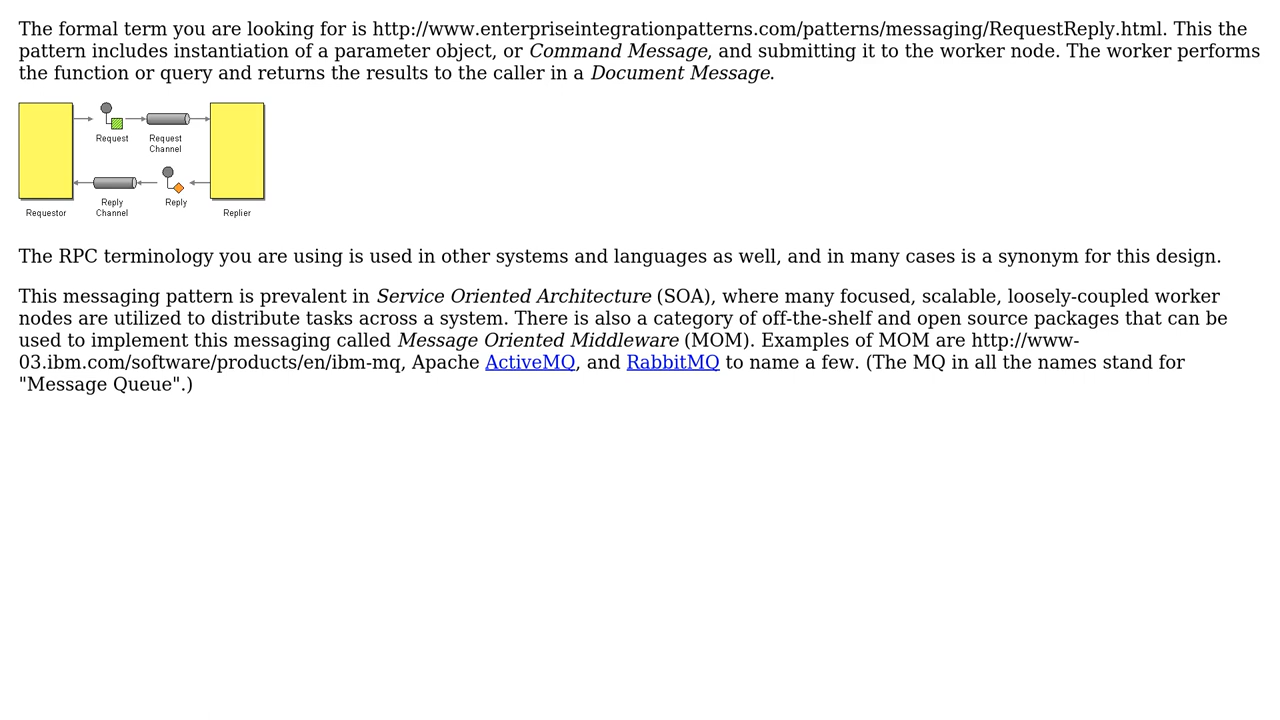 The formal term you are looking for is http://www.enterpriseintegrationpatterns.com/patterns/messaging/RequestReply.html. This the
pattern includes instantiation of a parameter object, or Command Message, and submitting it to the worker node. The worker performs
the function or query and returns the results to the caller in a Document Message.
Request
Request
Channel
Reply
Channel
Reply
Requestor
Replier
The RPC terminology you are using is used in other systems and languages as well, and in many cases is a synonym for this design.
This messaging pattern is prevalent in Service Oriented Architecture (SOA), where many focused, scalable, loosely-coupled worker
nodes are utilized to distribute tasks across a system. There is also a category of off-the-shelf and open source packages that can be
used to implement this messaging called Message Oriented Middleware (MOM). Examples of MOM are http://www-
03.ibm.com/software/products/en/ibm-mq, Apache ActiveMQ, and RabbitMQ to name a few. (The MQ in all the names stand for
"Message Queue".)